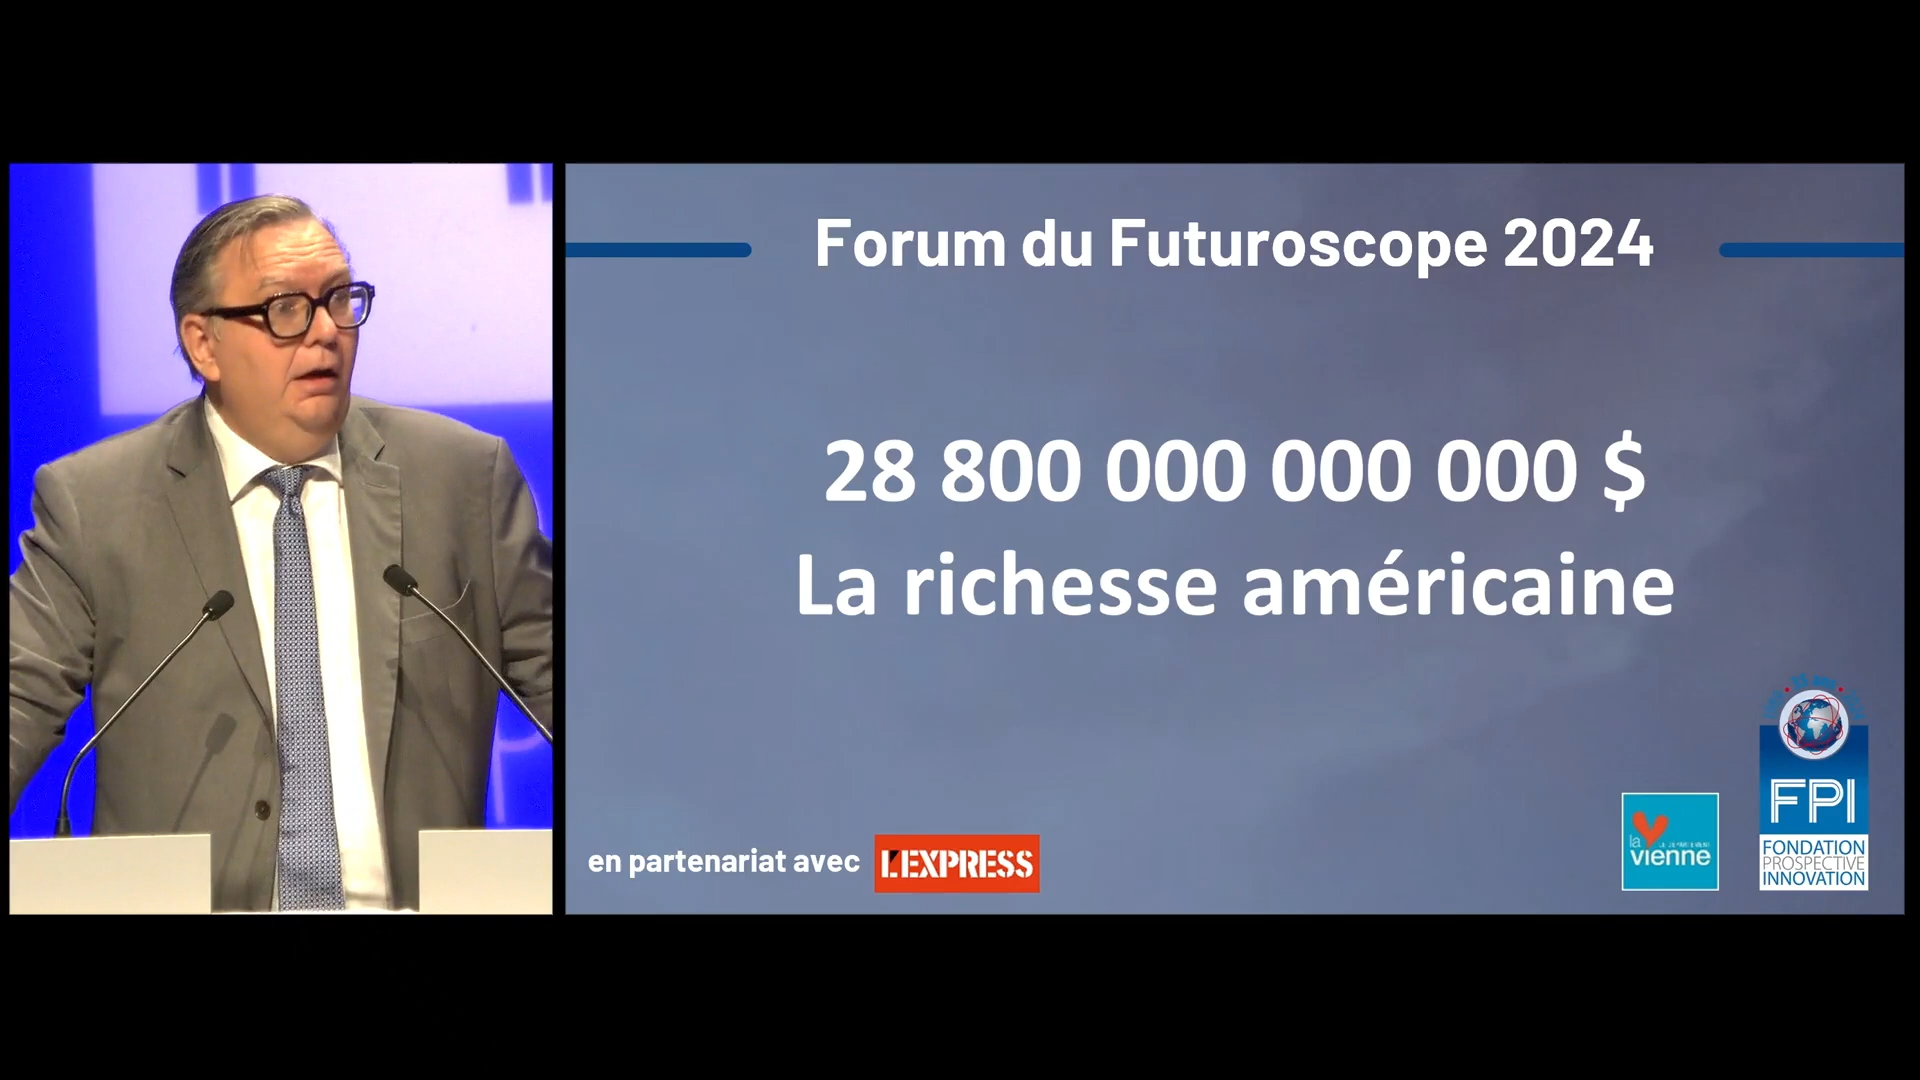 Forum du Futuroscope 2024
28 800 000 000 000 $
La richesse américaine
en partenariat avec L'EXPRESS
la vienne
FPI
FONDATION
PROSPECTIVE
INNOVATION